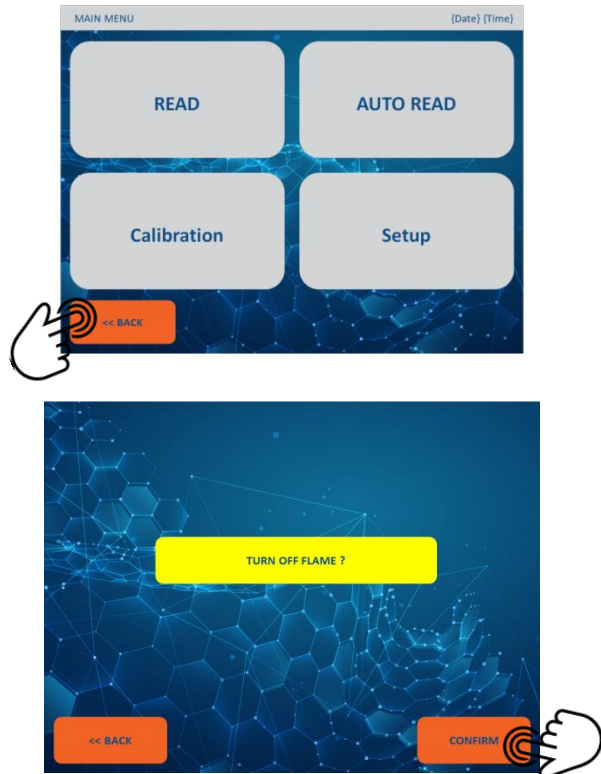 MAIN MENU {Date} {Time}
READ AUTO READ
Calibration Setup
<< BACK
TURN OFF FLAME ?
<< BACK CONFIRM